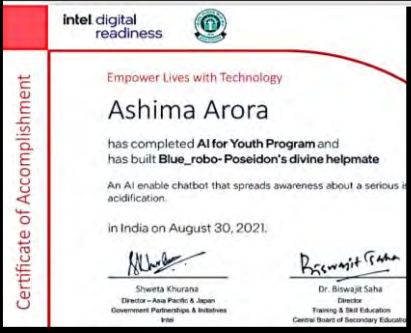 intel. digital
readiness
Certificate of Accomplishment
Empower Lives with Technology
Ashima Arora
has completed AI for Youth Program and
has built Blue_robo- Poseidon's divine helpmate
An AI enable chatbot that spreads awareness about a serious
acidification.
in India on August 30, 2021.
Biswajit Saha
Shweta Khurana
Director – Asia Pacific & Japan
Government Partnerships & Initiatives
Intel
Dr. Biswajit Saha
Director
Training & Skill Education
Central Board of Secondary Educatio